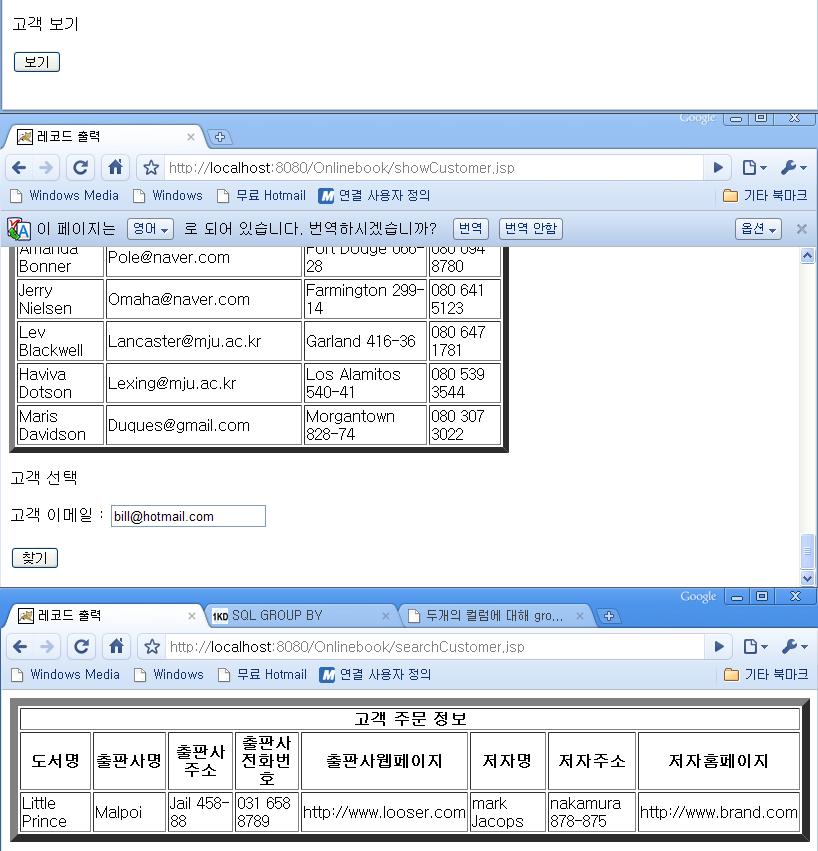 고객 보기
보기
Google
레코드 출력
http://localhost:8080/Onlinebook/showCustomer.jsp
Windows Media Windows 무료 Hotmail 연결 사용자 정의 기타 북마크
이 페이지는 영어 로 되어 있습니다. 번역하시겠습니까? 번역 번역 안함 옵션
Amanda Pole@naver.com Fort Dodge 066- 080 694
Bonner 28 8780
Jerry Omaha@naver.com Farmington 299- 080 641
Nielsen 14 5123
Lev Lancaster@mju.ac.kr Garland 416-36 080 647
Blackwell 1781
Haviva Lexing@mju.ac.kr Los Alamitos 080 539
Dotson 540-41 3544
Maris Duques@gmail.com Morgantown 080 307
Davidson 828-74 3022
고객 선택
고객 이메일 : bill@hotmail.com
찾기
Google
레코드 출력 1KD SQL GROUP BY 두개의 컬럼에 대해 gro...
http://localhost:8080/Onlinebook/searchCustomer.jsp
Windows Media Windows 무료 Hotmail 연결 사용자 정의 기타 북마크
고객 주문 정보
도서명 출판사명 출판사 주소 출판사 전화번호 출판사웹페이지 저자명 저자주소 저자홈페이지
Little Malpoi Jail 458- 031 658 http://www.looser.com mark nakamura http://www.brand.com
Prince 88 8789 Jacops 878-875